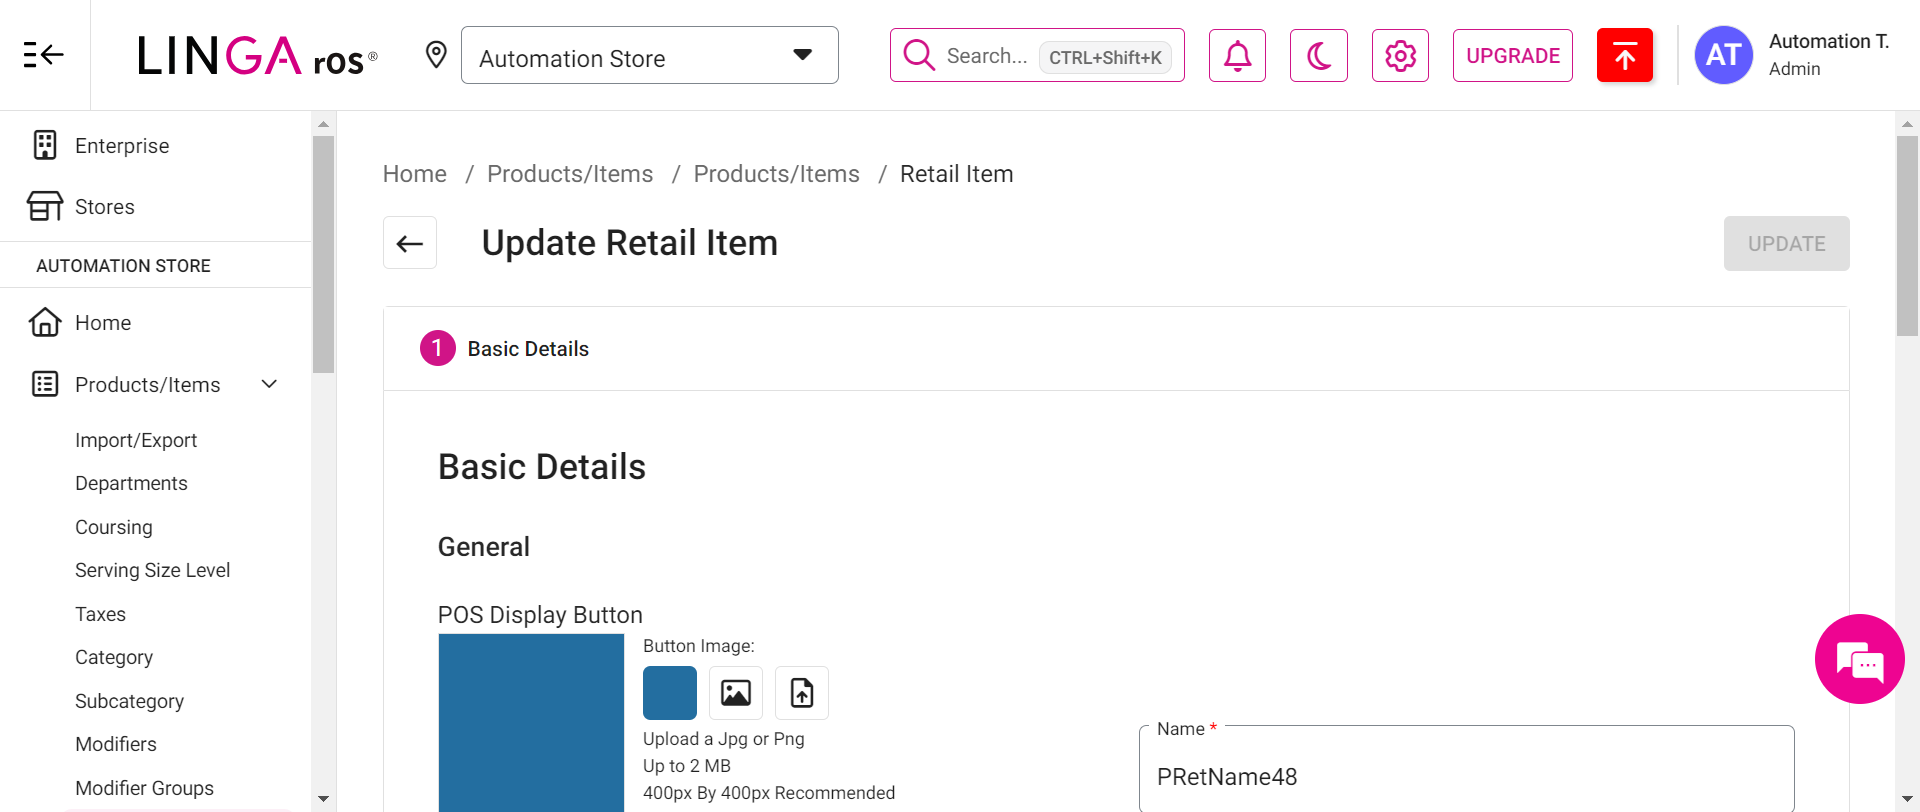 LINGA ros®
Automation Store
Search... CTRL+Shift+K
UPGRADE
AT
Automation T.
Admin
Enterprise
Stores
AUTOMATION STORE
Home
Products/Items
Import/Export
Departments
Coursing
Serving Size Level
Taxes
Category
Subcategory
Modifiers
Modifier Groups
Home / Products/Items / Products/Items / Retail Item
Update Retail Item
UPDATE
1 Basic Details
Basic Details
General
POS Display Button
Button Image:
Upload a Jpg or Png
Up to 2 MB
400px By 400px Recommended
Name *
PRetName48